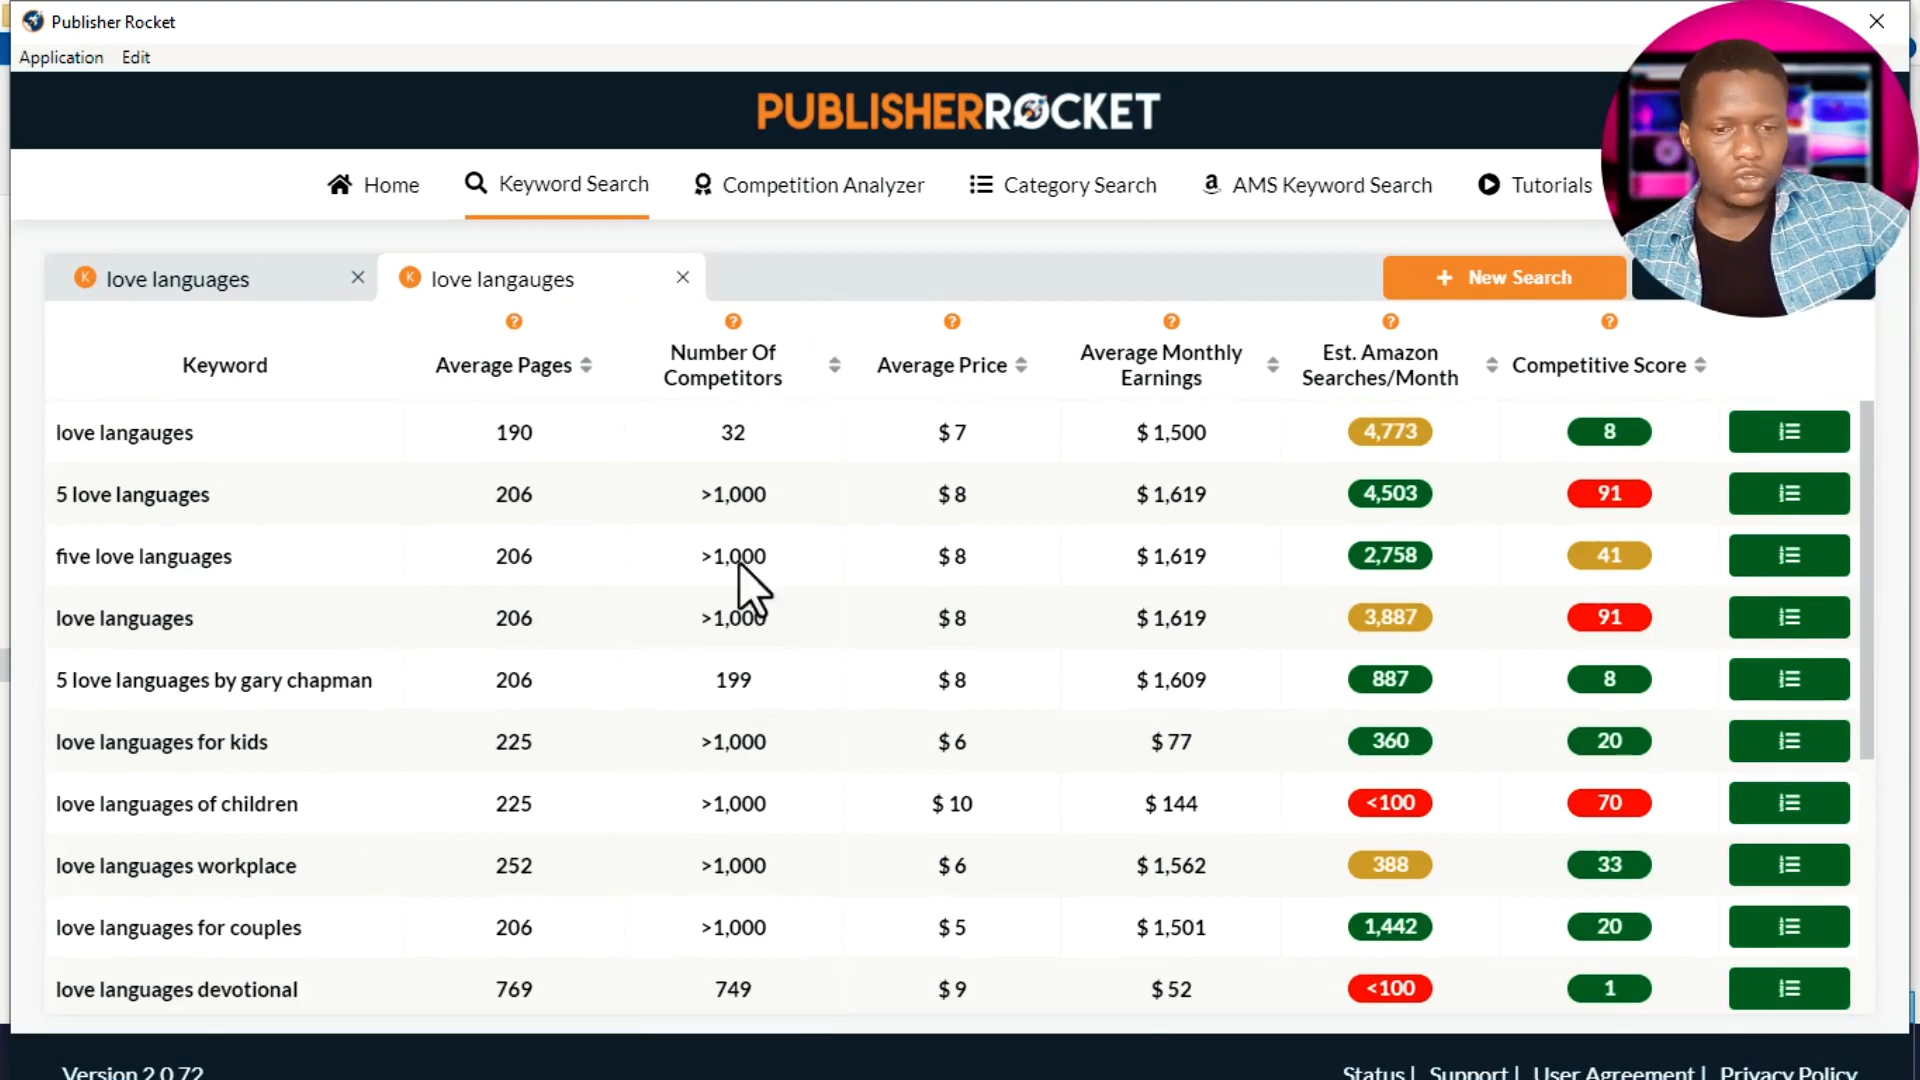 Publisher Rocket
Application Edit
PUBLISHERROCKET
Home Keyword Search Competition Analyzer Category Search AMS Keyword Search Tutorials
K love languages K love langauges + New Search
? ? ? ? ? ?
Keyword Average Pages Number Of Competitors Average Price Average Monthly Earnings Est. Amazon Searches/Month Competitive Score
love langauges 190 32 $ 7 $ 1,500 4,773 8
5 love languages 206 >1,000 $ 8 $ 1,619 4,503 91
five love languages 206 >1,000 $ 8 $ 1,619 2,758 41
love languages 206 >1,000 $ 8 $ 1,619 3,887 91
5 love languages by gary chapman 206 199 $ 8 $ 1,609 887 8
love languages for kids 225 >1,000 $ 6 $ 77 360 20
love languages of children 225 >1,000 $ 10 $ 144 <100 70
love languages workplace 252 >1,000 $ 6 $ 1,562 388 33
love languages for couples 206 >1,000 $ 5 $ 1,501 1,442 20
love languages devotional 769 749 $ 9 $ 52 <100 1
Version 2.0.72 Status | Support | User Agreement | Privacy Policy